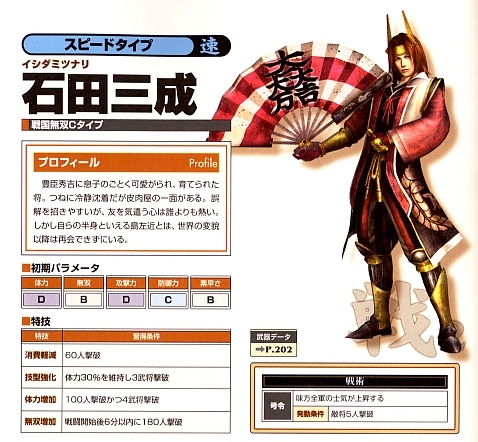 スピードタイプ 速
イシダミツナリ
石田三成
戦国無双Cタイプ
プロフィール Profile
豊臣秀吉に息子のごとく可愛がられ、育てられた
将。つねに冷静沈着だが皮肉屋の一面がある。誤
解を招きやすいが、友を気遣う心は誰よりも熱い。
しかし自らの半身といえる島左近とは、世界の変貌
以降は再会できずにいる。
初期パラメータ
体力 無双 攻撃力 防御力 素早さ
D B D C B
特技
特技 習得条件
消費軽減 60人撃破
技型強化 体力30%を維持し3武将撃破
体力増加 100人撃破かつ4武将撃破
無双増加 戦闘開始後6分以内に180人撃破
大一大万大吉
戦
武器データ
➡P.202
戦術
号令 味方全軍の士気が上昇する
発動条件 敵将5人撃破